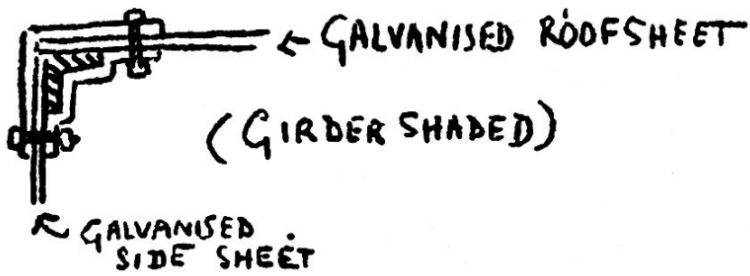 GALVANISED ROOFSHEET
(GIRDER SHADED)
GALVANISED
SIDE SHEET